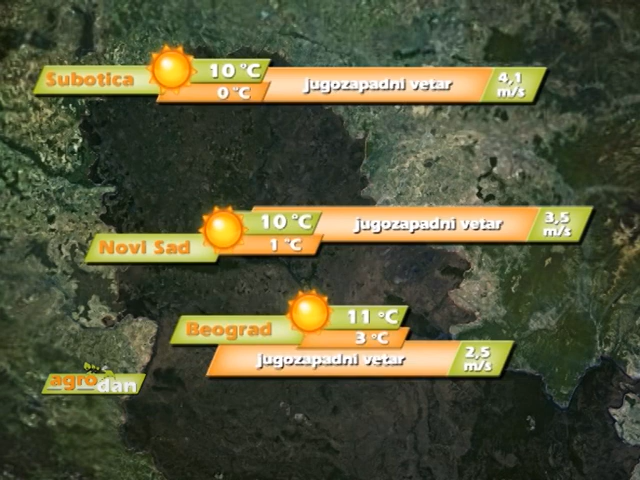 Subotica
10 °C
0 °C
jugozapadni vetar
4,1
m/s
Novi Sad
10 °C
1 °C
jugozapadni vetar
3,5
m/s
Beograd
11 °C
3 °C
jugozapadni vetar
2,5
m/s
agro dan